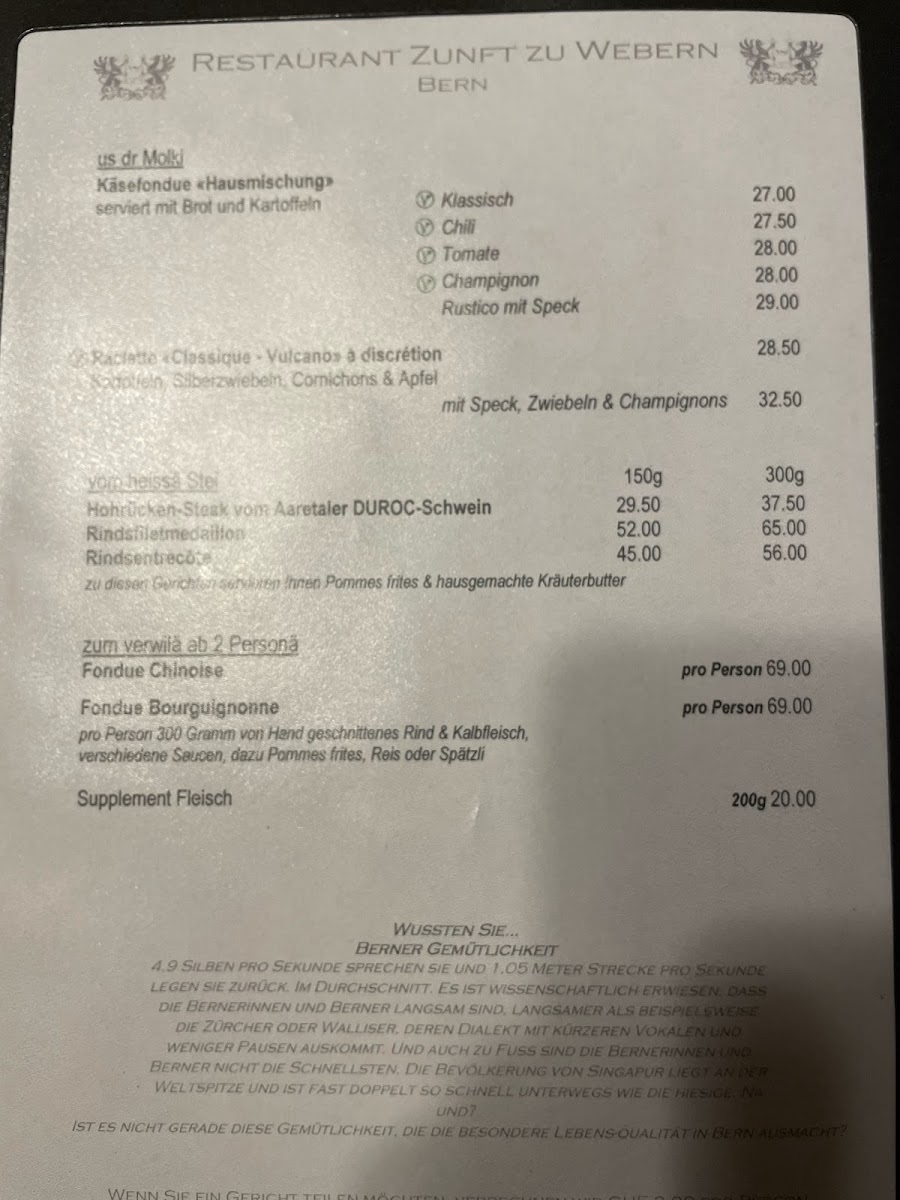 RESTAURANT ZUNFT ZU WEBERN
BERN
us dr Molki
Käsefondue «Hausmischung»
serviert mit Brot und Kartoffeln
Klassisch 27.00
Chili 27.50
Tomate 28.00
Champignon 28.00
Rustico mit Speck 29.00
Raclette «Classique - Vulcano» à discrétion 28.50
Kartoffeln, Silberzwiebeln, Cornichons & Apfel
mit Speck, Zwiebeln & Champignons 32.50
vom heissä Stei 150g 300g
Hohrücken-Steak vom Aaretaler DUROC-Schwein 29.50 37.50
Rindsfiletmedaillon 52.00 65.00
Rindsentrecôte 45.00 56.00
zu diesen Gerichten servieren Ihnen Pommes frites & hausgemachte Kräuterbutter
zum verwilä ab 2 Personä
Fondue Chinoise pro Person 69.00
Fondue Bourguignonne pro Person 69.00
pro Person 300 Gramm von Hand geschnittenes Rind & Kalbfleisch,
verschiedene Saucen, dazu Pommes frites, Reis oder Spätzli
Supplement Fleisch 200g 20.00
WUSSTEN SIE...
BERNER GEMÜTLICHKEIT
4.9 SILBEN PRO SEKUNDE SPRECHEN SIE UND 1.05 METER STRECKE PRO SEKUNDE
LEGEN SIE ZURÜCK. IM DURCHSCHNITT. ES IST WISSENSCHAFTLICH ERWIESEN, DASS
DIE BERNERINNEN UND BERNER LANGSAM SIND. LANGSAMER ALS BEISPIELSWEISE
DIE ZÜRCHER ODER WALLISER, DEREN DIALEKT MIT KÜRZEREN VOKALEN UND
WENIGER PAUSEN AUSKOMMT. UND AUCH ZU FUSS SIND DIE BERNERINNEN UND
BERNER NICHT DIE SCHNELLSTEN. DIE BEVÖLKERUNG VON SINGAPUR LIEGT AN DER
WELTSPITZE UND IST FAST DOPPELT SO SCHNELL UNTERWEGS WIE DIE HIESIGE. NA
UND?
IST ES NICHT GERADE DIESE GEMÜTLICHKEIT, DIE DIE BESONDERE LEBENSQUALITÄT IN BERN AUSMACHT?
WENN SIE EIN GERICHT TEILEN MÖCHTEN